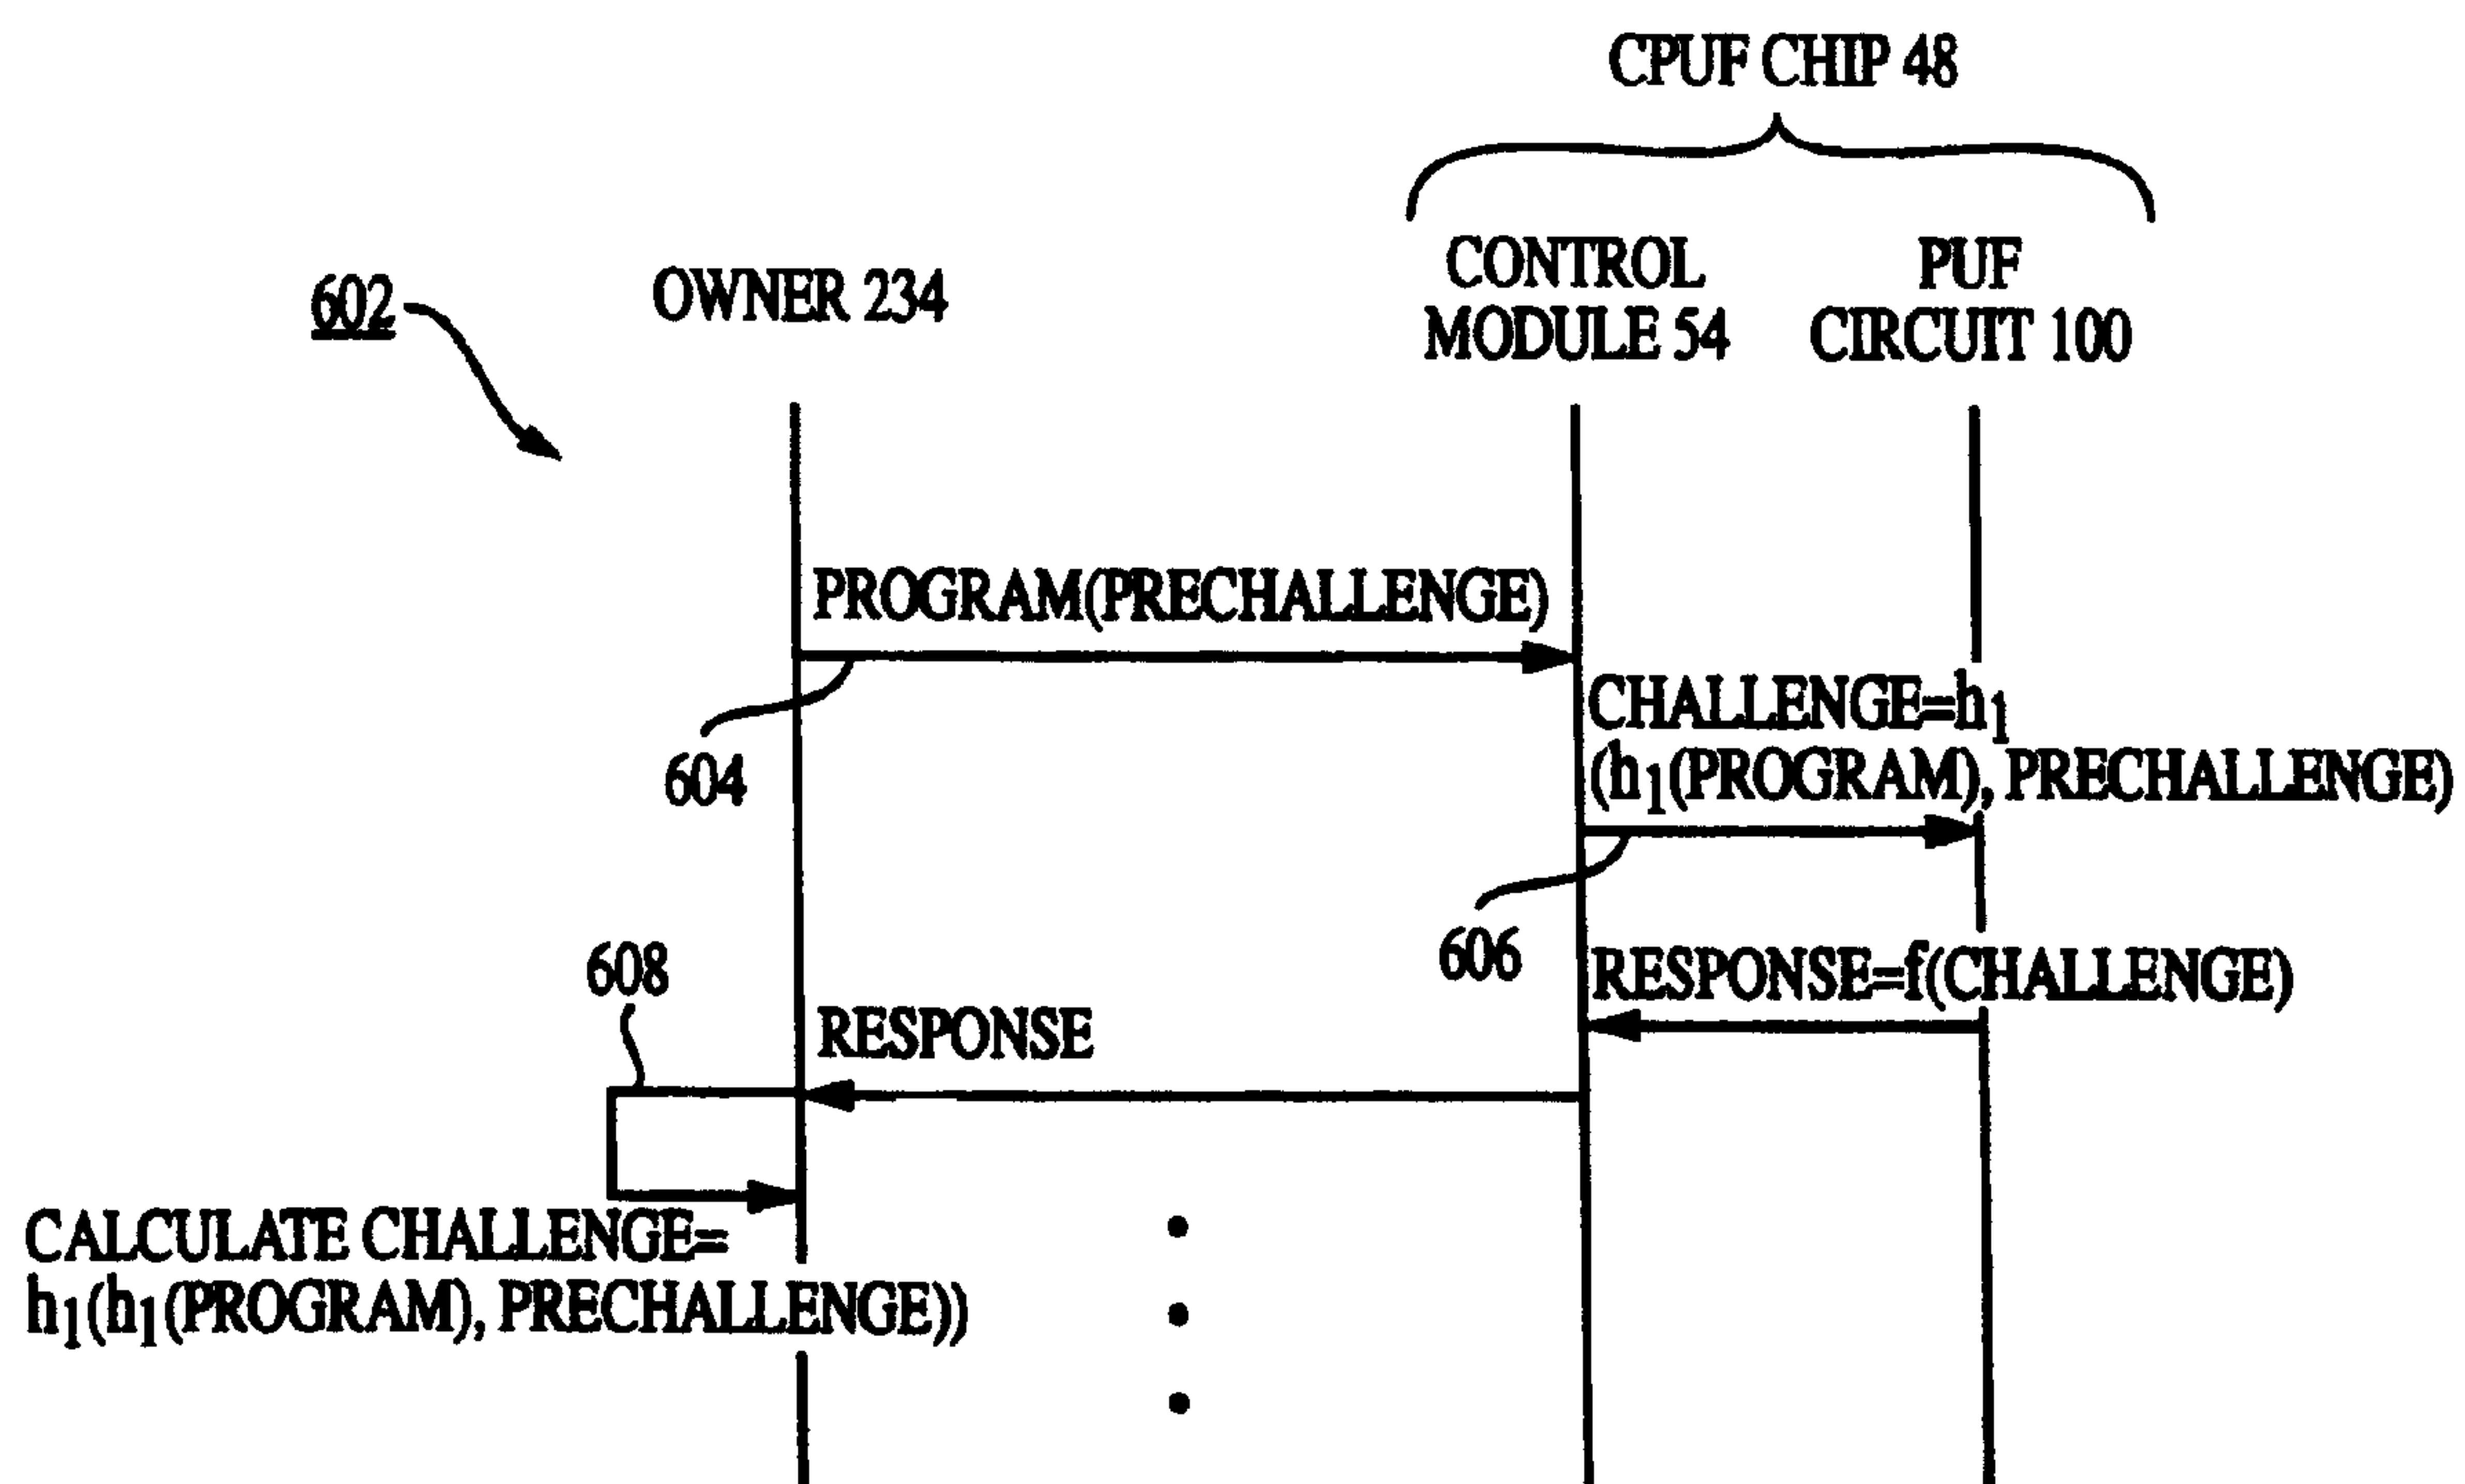 CPUF CHIP 48
602
OWNER 234
CONTROL
MODULE 54
PUF
CIRCUIT 100
PROGRAM(PRECHALLENGE)
604
CHALLENGE=h1
(h1(PROGRAM), PRECHALLENGE)
606
RESPONSE=f(CHALLENGE)
608
RESPONSE
CALCULATE CHALLENGE=
h1(h1(PROGRAM), PRECHALLENGE))